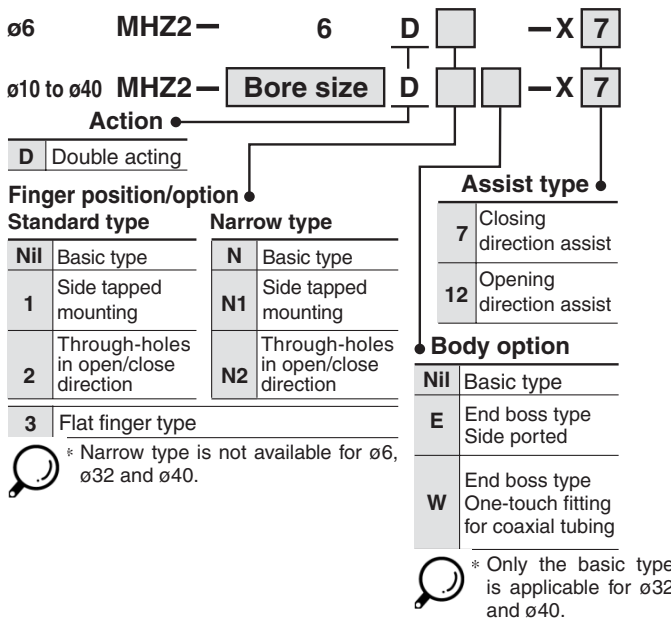 ø6 MHZ2 — 6 D — X 7
ø10 to ø40 MHZ2 — Bore size D — X 7
Action
D Double acting
Finger position/option
Standard type
Nil Basic type
1 Side tapped
mounting
2 Through-holes
in open/close
direction
Narrow type
N Basic type
N1 Side tapped
mounting
N2 Through-holes
in open/close
direction
3 Flat finger type
* Narrow type is not available for ø6,
ø32 and ø40.
Assist type
7 Closing
direction assist
12 Opening
direction assist
Body option
Nil Basic type
E End boss type
Side ported
W End boss type
One-touch fitting
for coaxial tubing
* Only the basic type
is applicable for ø32
and ø40.